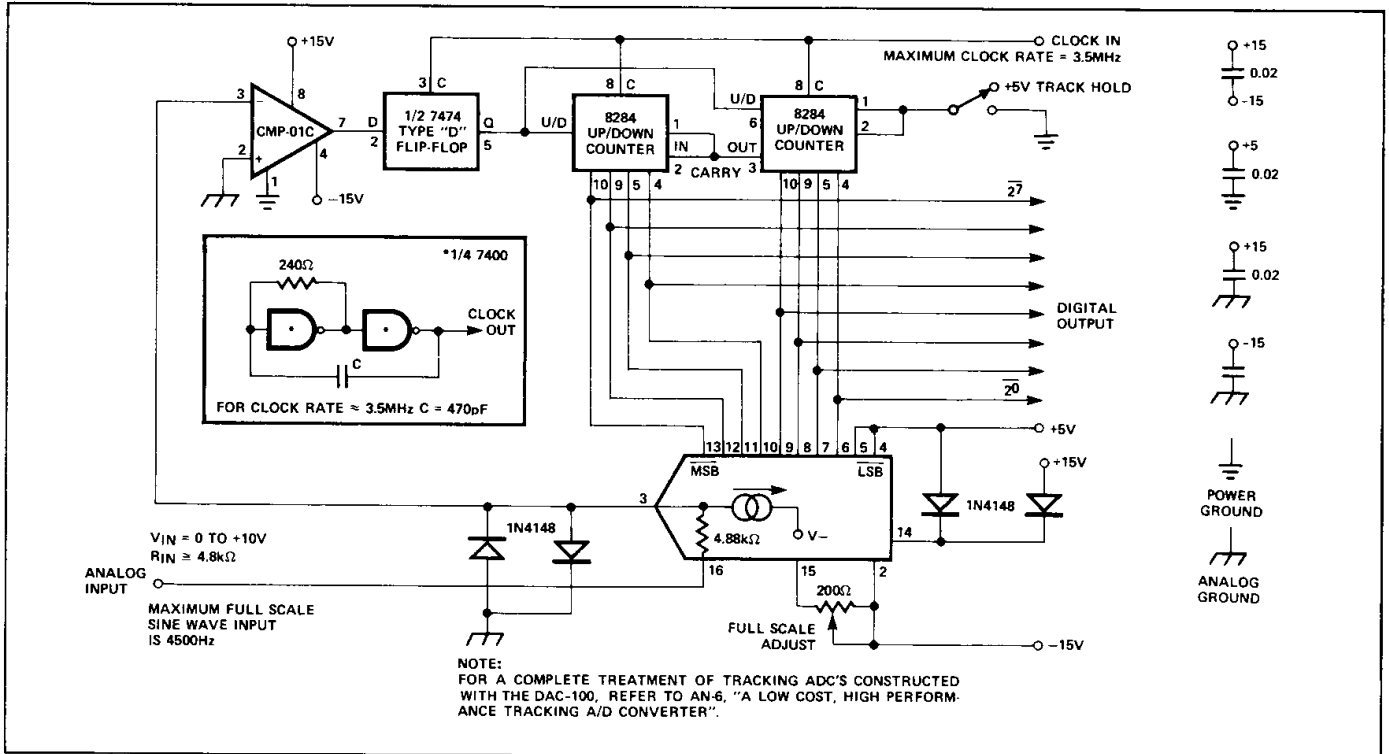 +15V
CLOCK IN
MAXIMUM CLOCK RATE = 3.5MHz
+15
0.02
-15
3 C
8 C
8 C
3
8
CMP-01C
7
2
4
1
-15V
D
2
1/2 7474
TYPE "D"
FLIP-FLOP
Q
5
U/D
8284
UP/DOWN
COUNTER
1
IN
2
CARRY
U/D
6
OUT
3
8284
UP/DOWN
COUNTER
1
2
+5V TRACK HOLD
10 9 5 4
10 9 5 4
+5
0.02
2⁷
*1/4 7400
240Ω
CLOCK
OUT
C
FOR CLOCK RATE ≈ 3.5MHz C = 470pF
DIGITAL
OUTPUT
2⁰
+15
0.02
-15
13 12 11 10 9 8 7 6 5 4
MSB
LSB
+5V
+15V
1N4148
3
4.88kΩ
V-
14
1N4148
16
15
2
200Ω
FULL SCALE
ADJUST
-15V
VIN = 0 TO +10V
RIN ≅ 4.8kΩ
ANALOG
INPUT
MAXIMUM FULL SCALE
SINE WAVE INPUT
IS 4500Hz
POWER
GROUND
ANALOG
GROUND
NOTE:
FOR A COMPLETE TREATMENT OF TRACKING ADC'S CONSTRUCTED
WITH THE DAC-100, REFER TO AN-6, "A LOW COST, HIGH PERFORM-
ANCE TRACKING A/D CONVERTER".